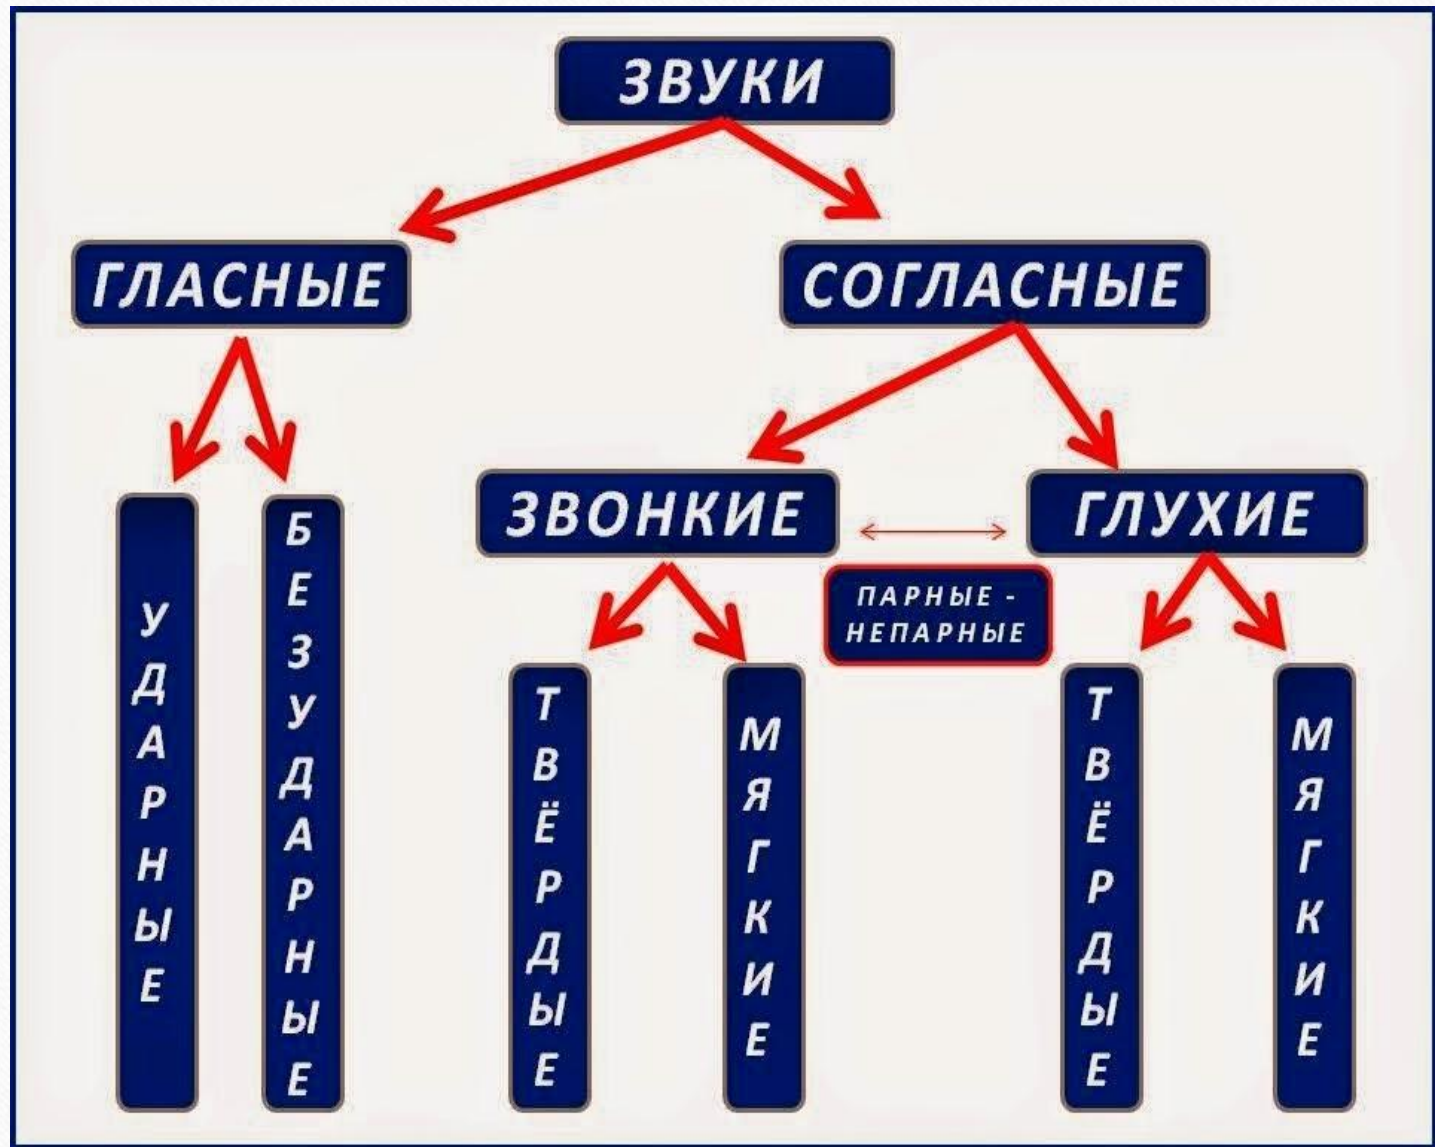 ЗВУКИ
ГЛАСНЫЕ
СОГЛАСНЫЕ
ЗВОНКИЕ
ГЛУХИЕ
ПАРНЫЕ -
НЕПАРНЫЕ
УДАРНЫЕ
БЕЗУДАРНЫЕ
ТВЁРДЫЕ
МЯГКИЕ
ТВЁРДЫЕ
МЯГКИЕ